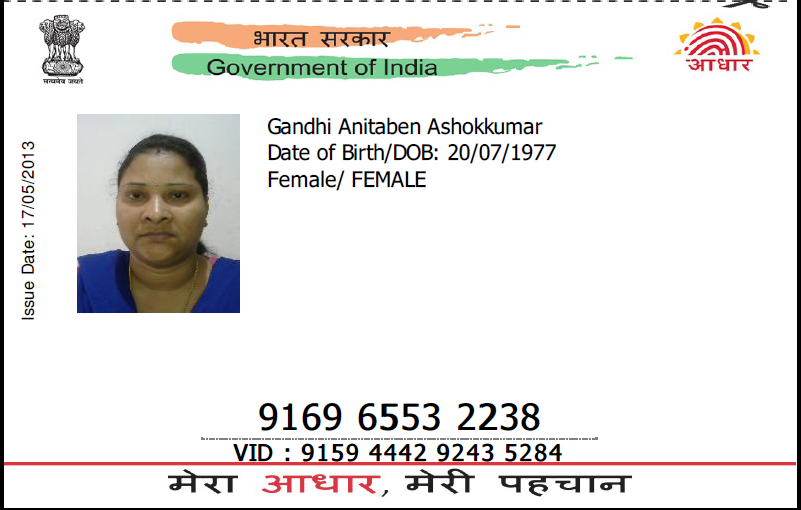 भारत सरकार
Government of India
सत्यमेव जयते
आधार
Issue Date: 17/05/2013
Gandhi Anitaben Ashokkumar
Date of Birth/DOB: 20/07/1977
Female/ FEMALE
9169 6553 2238
VID : 9159 4442 9243 5284
मेरा आधार, मेरी पहचान